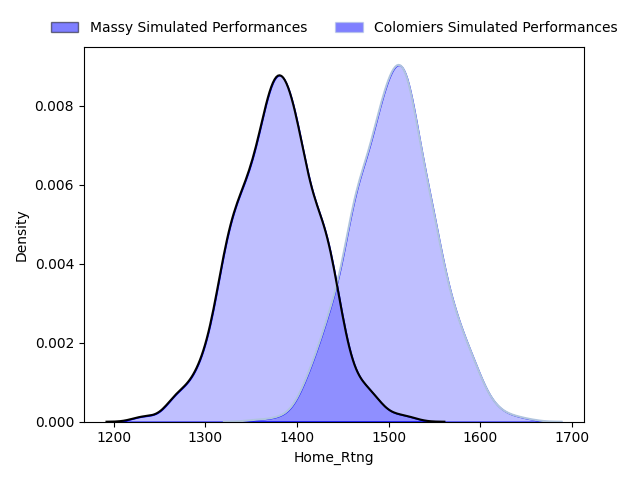 Massy Simulated Performances Colomiers Simulated Performances
0.008
0.006
0.004
0.002
0.000
Density
1200 1300 1400 1500 1600 1700
Home_Rtng